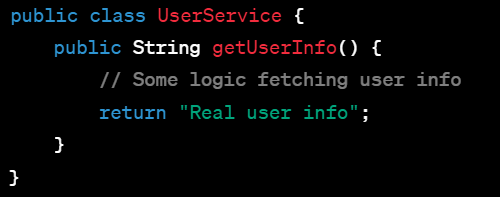 public class UserService {
    public String getUserInfo() {
        // Some logic fetching user info
        return "Real user info";
    }
}